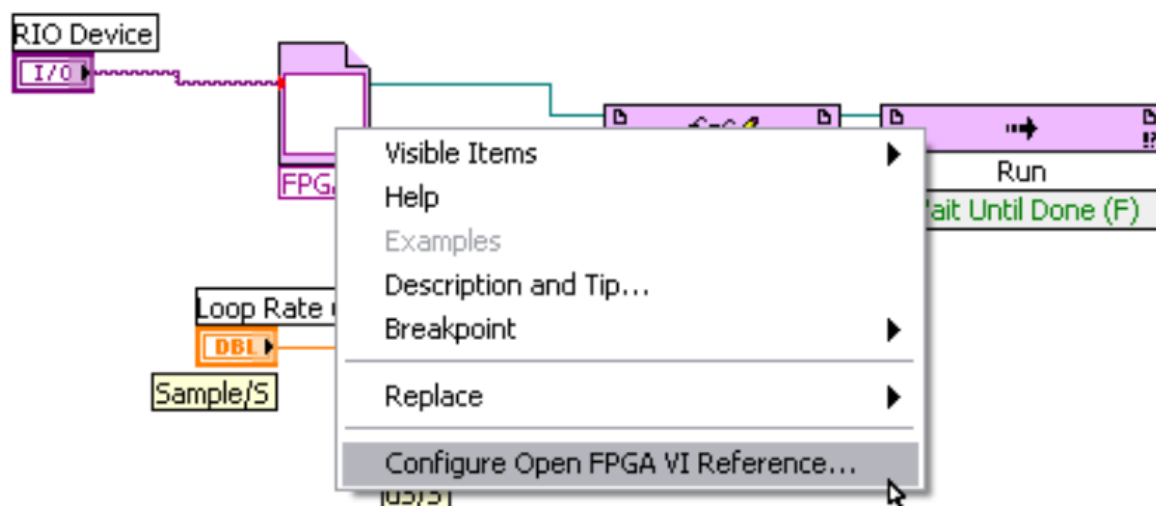 RIO Device
I/O
FPG
Visible Items
Help
Examples
Description and Tip...
Breakpoint
Replace
Configure Open FPGA VI Reference...
Run
ait Until Done (F)
Loop Rate
DBL
Sample/S
uS/S